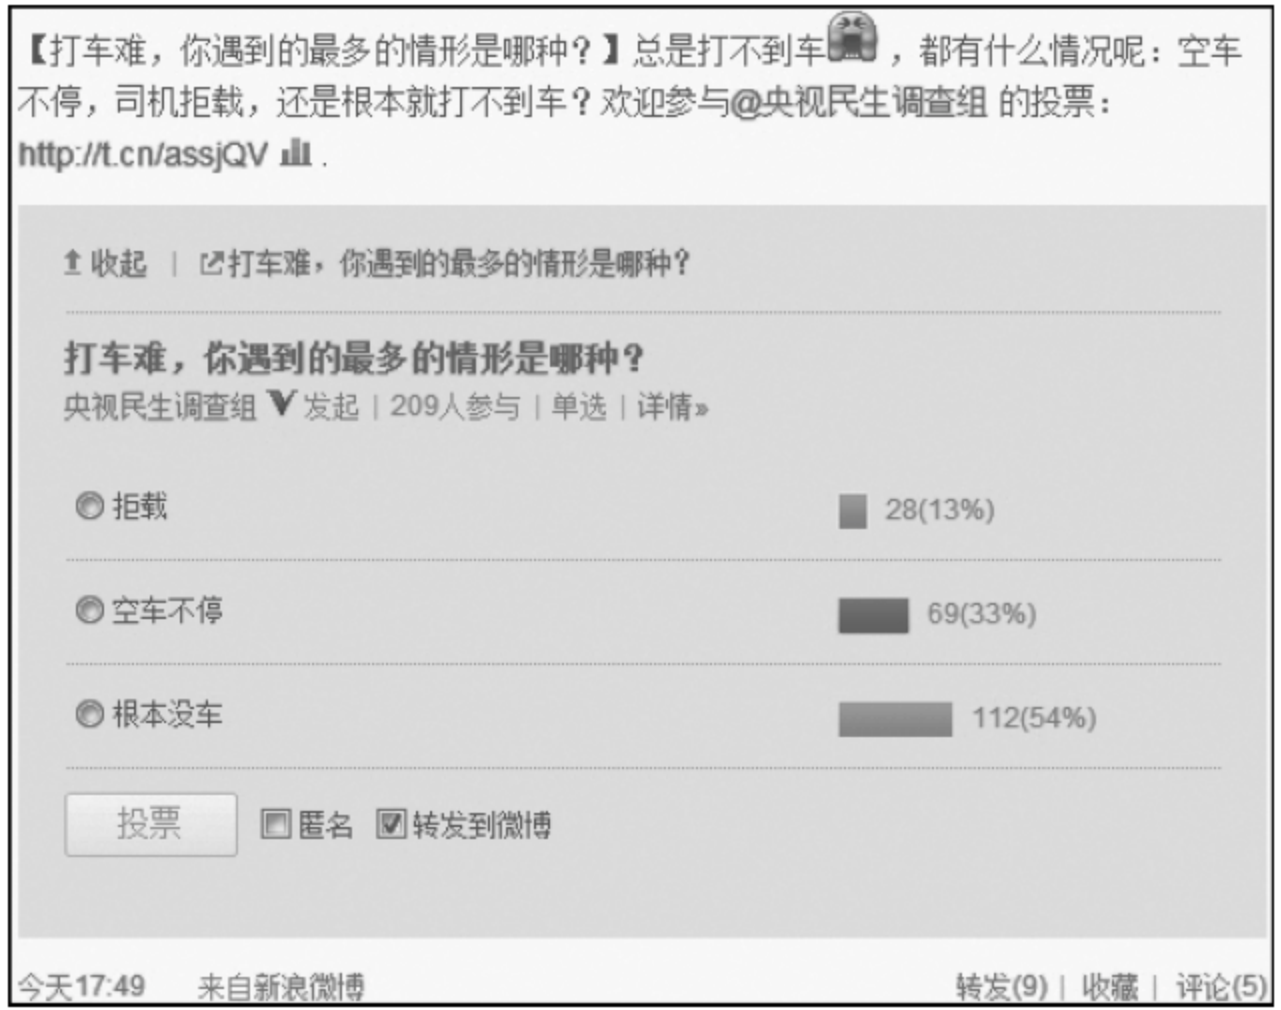 【打车难，你遇到的最多的情形是哪种？】总是打不到车，都有什么情况呢：空车
不停，司机拒载，还是根本就打不到车？欢迎参与@央视民生调查组 的投票：
http://t.cn/assjQV .
收起 | 打车难，你遇到的最多的情形是哪种？
打车难，你遇到的最多的情形是哪种？
央视民生调查组 V 发起 | 209人参与 | 单选 | 详情»
拒载 28(13%)
空车不停 69(33%)
根本没车 112(54%)
投票 匿名 转发到微博
今天17:49 来自新浪微博 转发(9) | 收藏 | 评论(5)